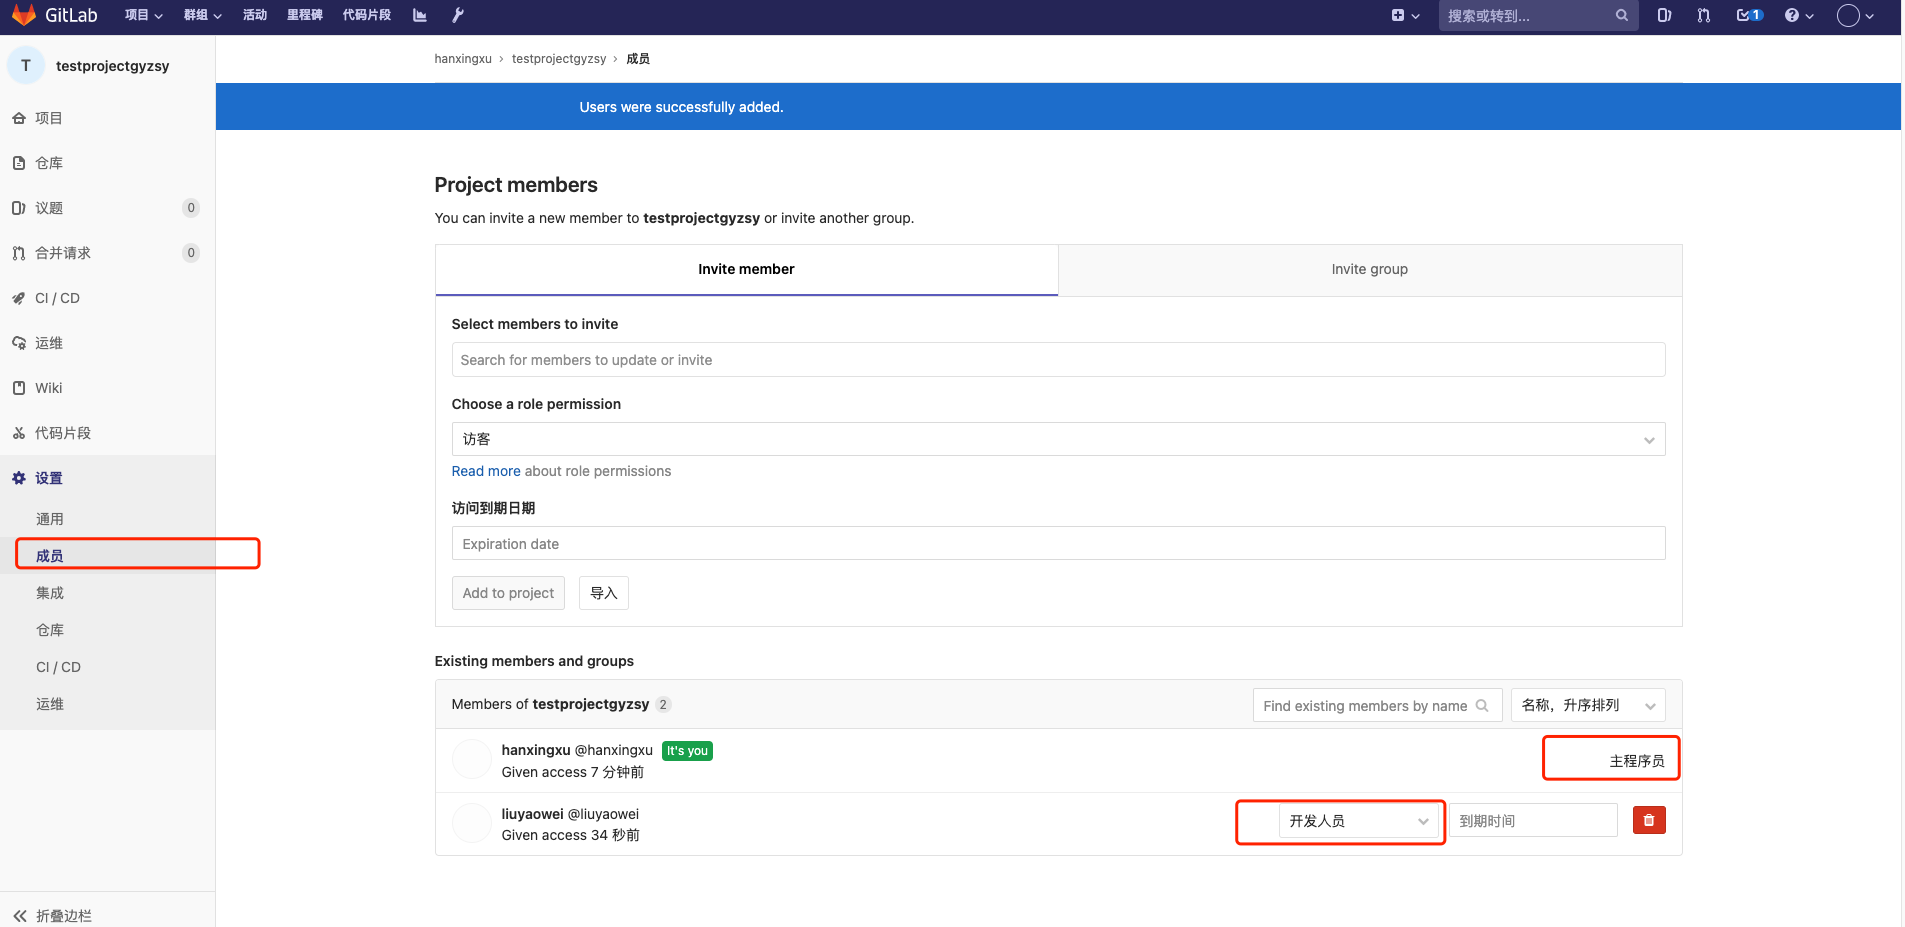 GitLab 项目 群组 活动 里程碑 代码片段 搜索或转到... 1
T testprojectgyzsy
项目
仓库
议题 0
合并请求 0
CI / CD
运维
Wiki
代码片段
设置
通用
成员
集成
仓库
CI / CD
运维
折叠边栏
hanxingxu › testprojectgyzsy › 成员
Users were successfully added.
Project members
You can invite a new member to testprojectgyzsy or invite another group.
Invite member Invite group
Select members to invite
Search for members to update or invite
Choose a role permission
访客
Read more about role permissions
访问到期日期
Expiration date
Add to project 导入
Existing members and groups
Members of testprojectgyzsy 2 Find existing members by name 名称，升序排列
hanxingxu @hanxingxu It's you
Given access 7 分钟前
主程序员
liuyaowei @liuyaowei
Given access 34 秒前
开发人员 到期时间